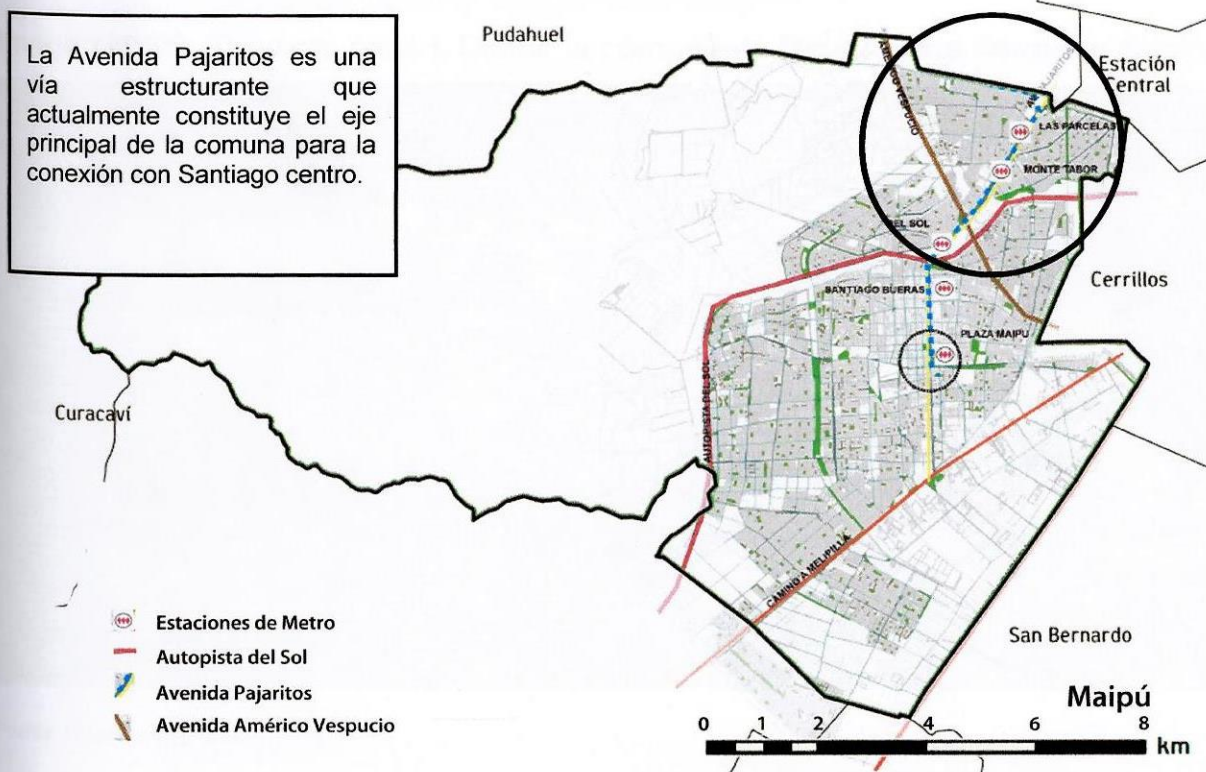 La Avenida Pajaritos es una
vía estructurante que
actualmente constituye el eje
principal de la comuna para la
conexión con Santiago centro.
Pudahuel
Estación
Central
LAS PARCELAS
MONTE TABOR
DEL SOL
Cerrillos
SANTIAGO BUERAS
PLAZA MAIPU
AUTOPISTA DEL SOL
Curacaví
CAMINO A MELIPILLA
San Bernardo
Estaciones de Metro
Autopista del Sol
Avenida Pajaritos
Avenida Américo Vespucio
Maipú
0 1 2 4 6 8
km